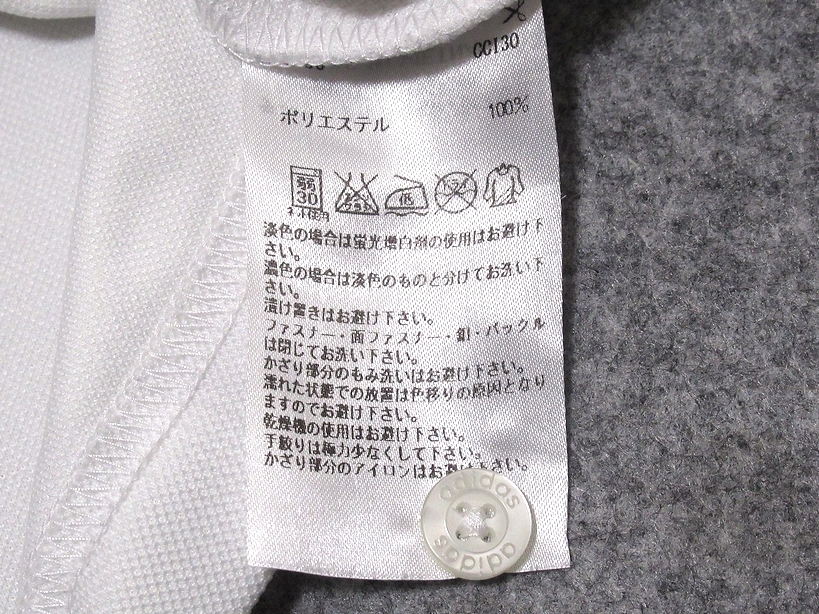 CCI30
ポリエステル 100%
弱
30
ネット使用
低
淡色の場合は蛍光増白剤の使用はお避け下
さい。
濃色の場合は淡色のものと分けてお洗い下
さい。
漬け置きはお避け下さい。
ファスナー・面ファスナー・釦・バックル
は閉じてお洗い下さい。
かざり部分のもみ洗いはお避け下さい。
濡れた状態での放置は色移りの原因となり
ますのでお避け下さい。
乾燥機の使用はお避け下さい。
手絞りは極力少なくして下さい。
かざり部分のアイロンはお避け下さい。
adidas
adidas